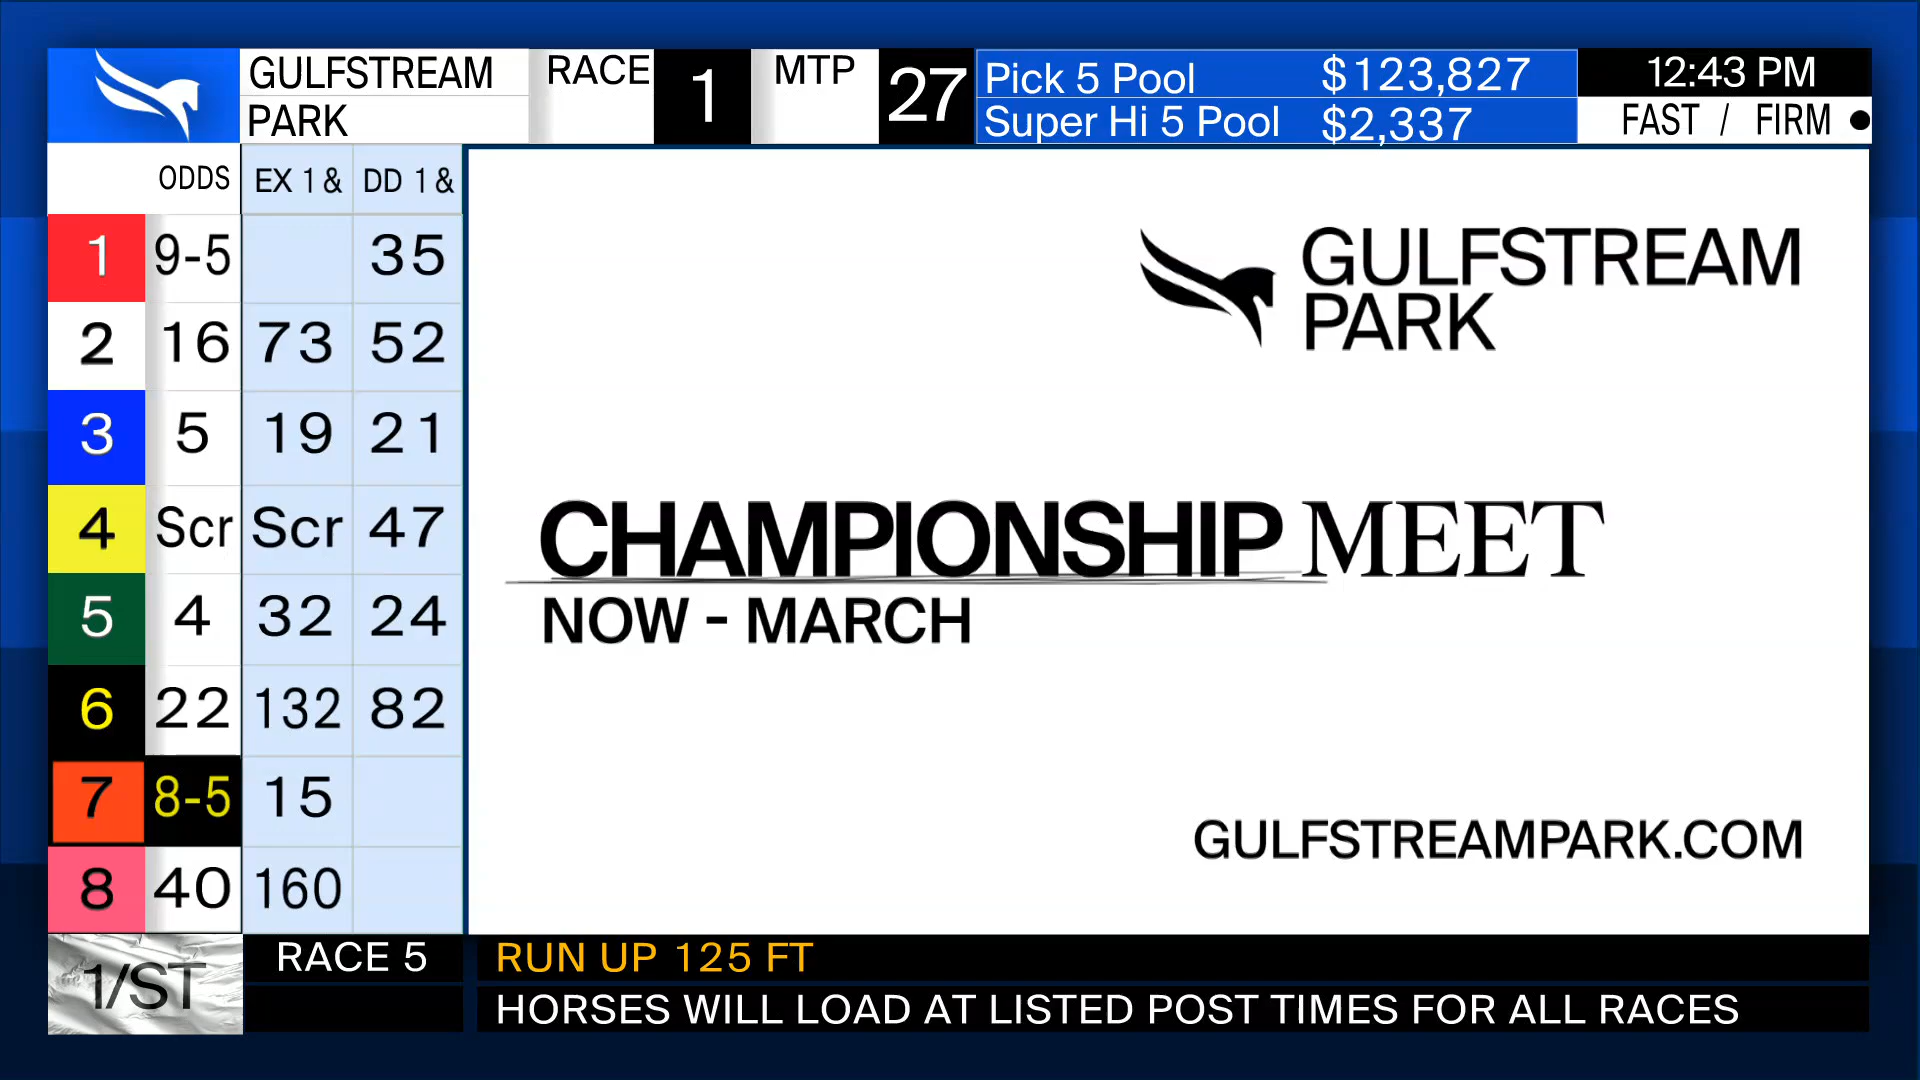 GULFSTREAM
PARK
RACE 1 MTP 27
Pick 5 Pool $123,827
Super Hi 5 Pool $2,337
12:43 PM
FAST / FIRM
ODDS EX 1 & DD 1 &
1 9-5 35
2 16 73 52
3 5 19 21
4 Scr Scr 47
5 4 32 24
6 22 132 82
7 8-5 15
8 40 160
GULFSTREAM
PARK
CHAMPIONSHIP MEET
NOW - MARCH
GULFSTREAMPARK.COM
1/ST
RACE 5
RUN UP 125 FT
HORSES WILL LOAD AT LISTED POST TIMES FOR ALL RACES